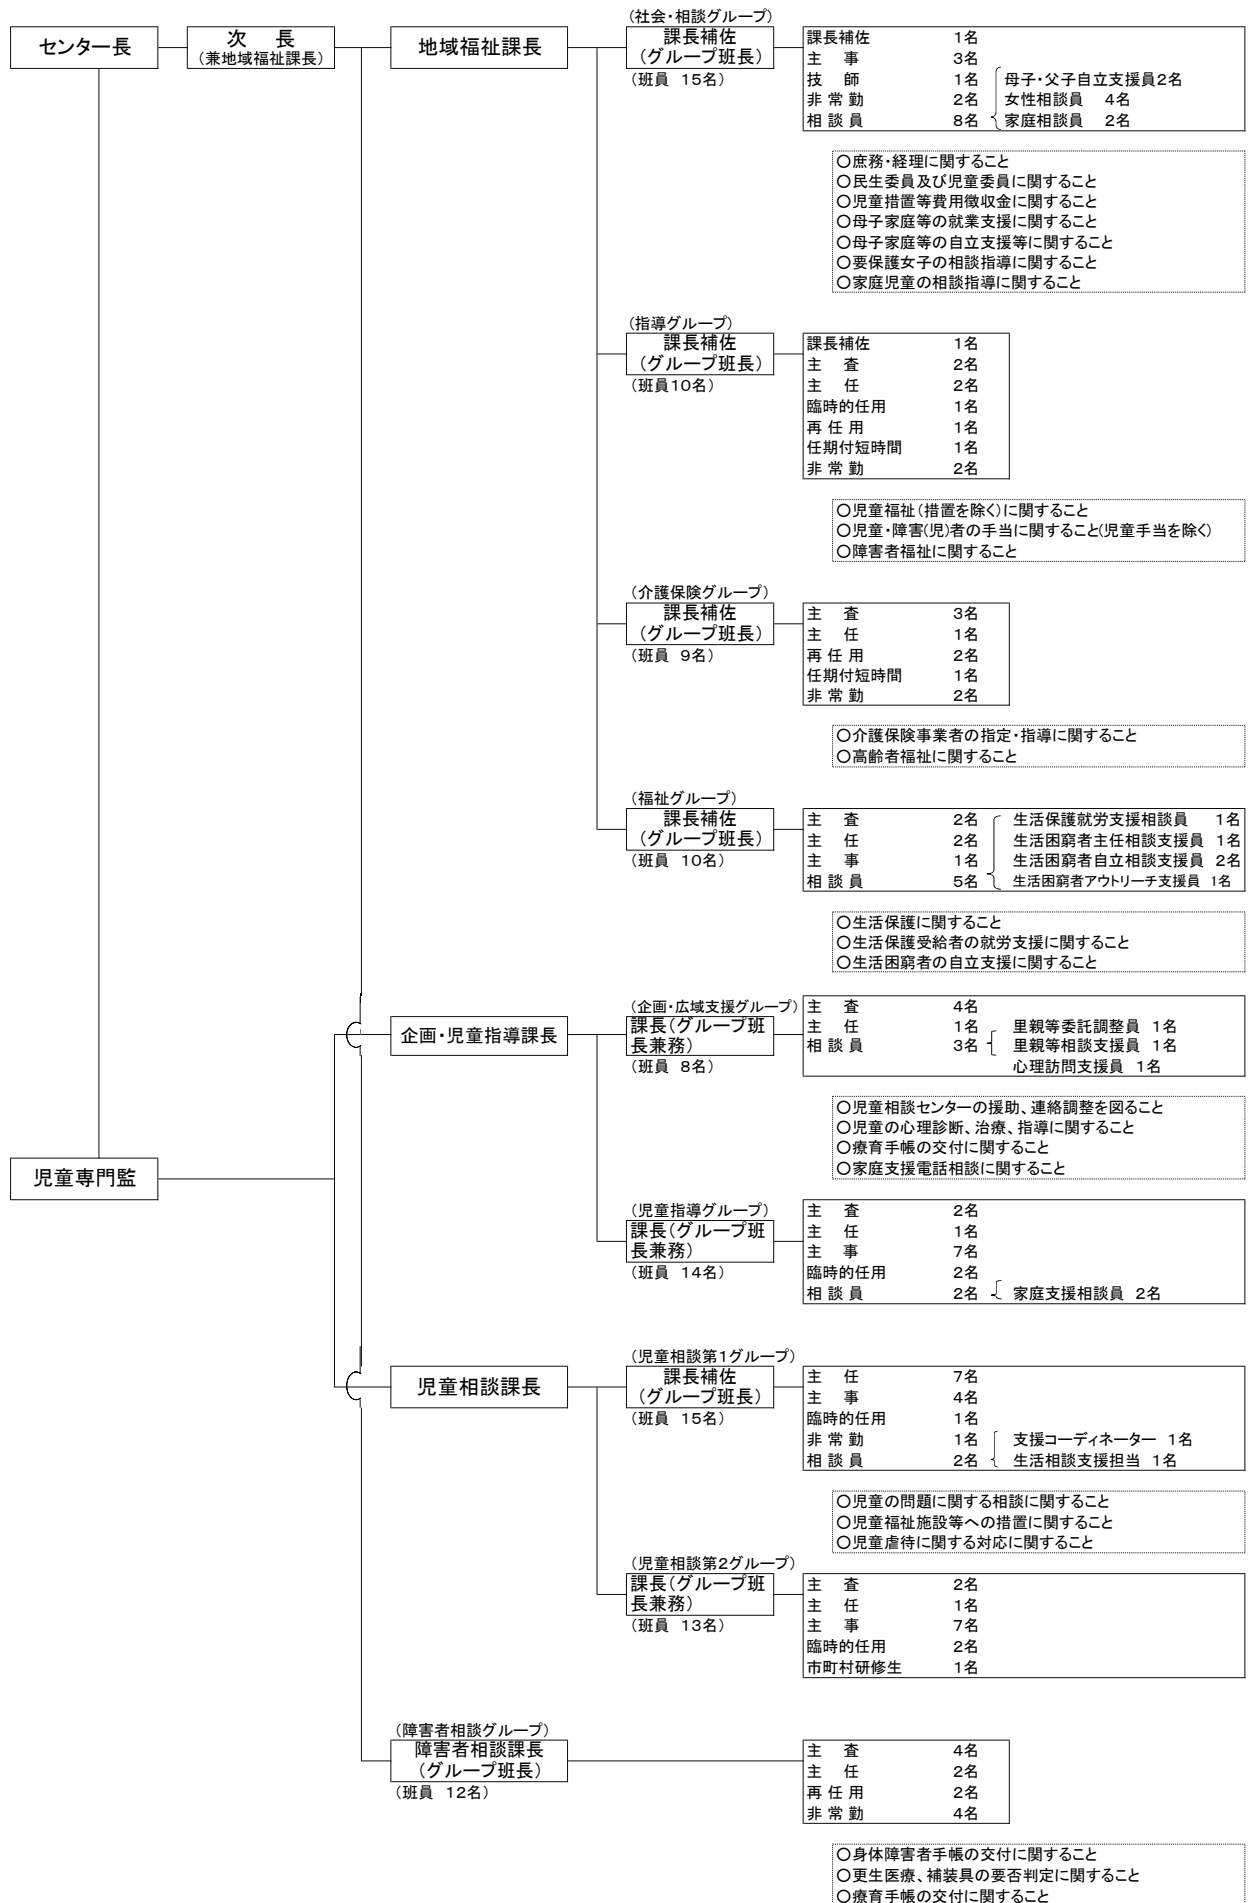 センター長
次　長
（兼地域福祉課長）
地域福祉課長
（社会・相談グループ）
課長補佐
（グループ班長）
（班員　15名）
課長補佐　1名
主　事　3名
技　師　1名　母子・父子自立支援員2名
非 常 勤　2名　女性相談員　4名
相 談 員　8名　家庭相談員　2名
〇庶務・経理に関すること
〇民生委員及び児童委員に関すること
〇児童措置等費用徴収金に関すること
〇母子家庭等の就業支援に関すること
〇母子家庭等の自立支援等に関すること
〇要保護女子の相談指導に関すること
〇家庭児童の相談指導に関すること
（指導グループ）
課長補佐
（グループ班長）
（班員10名）
課長補佐　1名
主　査　2名
主　任　2名
臨時的任用　1名
再 任 用　1名
任期付短時間　1名
非 常 勤　2名
〇児童福祉（措置を除く）に関すること
〇児童・障害(児)者の手当に関すること(児童手当を除く)
〇障害者福祉に関すること
（介護保険グループ）
課長補佐
（グループ班長）
（班員　9名）
主　査　3名
主　任　1名
再 任 用　2名
任期付短時間　1名
非 常 勤　2名
〇介護保険事業者の指定・指導に関すること
〇高齢者福祉に関すること
（福祉グループ）
課長補佐
（グループ班長）
（班員　10名）
主　査　2名　生活保護就労支援相談員　1名
主　任　2名　生活困窮者主任相談支援員　1名
主　事　1名　生活困窮者自立相談支援員　2名
相 談 員　5名　生活困窮者アウトリーチ支援員　1名
〇生活保護に関すること
〇生活保護受給者の就労支援に関すること
〇生活困窮者の自立支援に関すること
企画・児童指導課長
（企画・広域支援グループ）
課長（グループ班
長兼務）
（班員　8名）
主　査　4名
主　任　1名　里親等委託調整員　1名
相 談 員　3名　里親等相談支援員　1名
心理訪問支援員　1名
〇児童相談センターの援助、連絡調整を図ること
〇児童の心理診断、治療、指導に関すること
〇療育手帳の交付に関すること
〇家庭支援電話相談に関すること
児童専門監
（児童指導グループ）
課長（グループ班
長兼務）
（班員　14名）
主　査　2名
主　任　1名
主　事　7名
臨時的任用　2名
相 談 員　2名　家庭支援相談員　2名
児童相談課長
（児童相談第1グループ）
課長補佐
（グループ班長）
（班員　15名）
主　任　7名
主　事　4名
臨時的任用　1名
非 常 勤　1名　支援コーディネーター　1名
相 談 員　2名　生活相談支援担当　1名
〇児童の問題に関する相談に関すること
〇児童福祉施設等への措置に関すること
〇児童虐待に関する対応に関すること
（児童相談第2グループ）
課長（グループ班
長兼務）
（班員　13名）
主　査　2名
主　任　1名
主　事　7名
臨時的任用　2名
市町村研修生　1名
（障害者相談グループ）
障害者相談課長
（グループ班長）
（班員　12名）
主　査　4名
主　任　2名
再 任 用　2名
非 常 勤　4名
〇身体障害者手帳の交付に関すること
〇更生医療、補装具の要否判定に関すること
〇療育手帳の交付に関すること